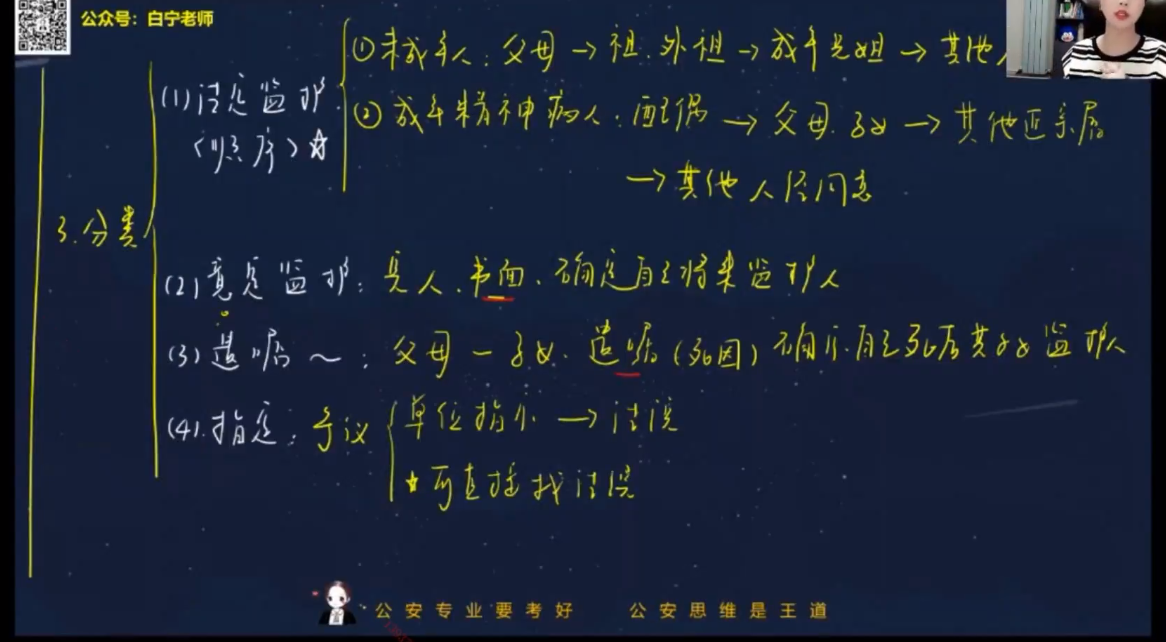 公众号：白宁老师
3.分类
(1)法定监护
〈顺序〉☆
①未成年人：父母→祖、外祖→成年兄姐→其他人
②成年精神病人：配偶→父母、子女→其他近亲属
→其他人经同意
(2)意定监护：
书面、确定自己将来监护人
(3)遗嘱～：父母—子女、遗嘱(死因)确定自己死后其子女监护人
(4).指定：争议
单位指定→法院
★可直接找法院
公安专业要考好 公安思维是王道